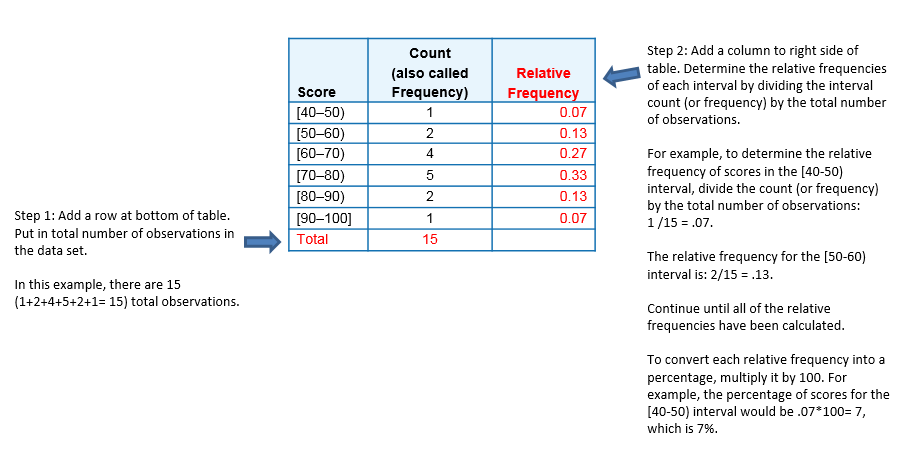 Count
(also called
Frequency)
Relative
Frequency
Score
[40–50) 1 0.07
[50–60) 2 0.13
[60–70) 4 0.27
[70–80) 5 0.33
[80–90) 2 0.13
[90–100] 1 0.07
Total 15
Step 1: Add a row at bottom of table.
Put in total number of observations in
the data set.
In this example, there are 15
(1+2+4+5+2+1= 15) total observations.
Step 2: Add a column to right side of
table. Determine the relative frequencies
of each interval by dividing the interval
count (or frequency) by the total number
of observations.
For example, to determine the relative
frequency of scores in the [40-50)
interval, divide the count (or frequency)
by the total number of observations:
1 /15 = .07.
The relative frequency for the [50-60)
interval is: 2/15 = .13.
Continue until all of the relative
frequencies have been calculated.
To convert each relative frequency into a
percentage, multiply it by 100. For
example, the percentage of scores for the
[40-50) interval would be .07*100= 7,
which is 7%.